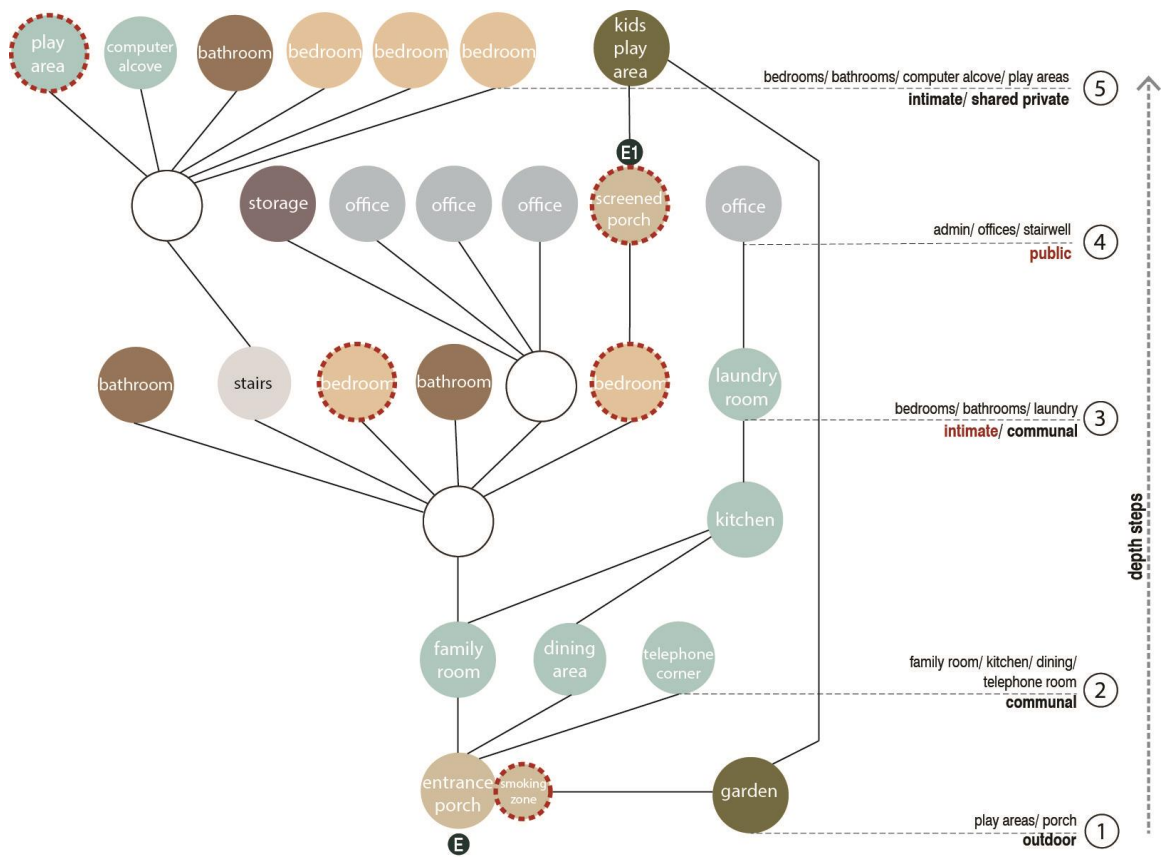 play
area
computer
alcove
bathroom
bedroom
bedroom
bedroom
kids
play
area
bedrooms/ bathrooms/ computer alcove/ play areas
intimate/ shared private
5
E1
storage
office
office
office
screened
porch
office
admin/ offices/ stairwell
public
4
bathroom
stairs
bedroom
bathroom
bedroom
laundry
room
bedrooms/ bathrooms/ laundry
intimate/ communal
3
kitchen
depth steps
family
room
dining
area
telephone
corner
family room/ kitchen/ dining/
telephone room
communal
2
entrance
porch
smoking
zone
garden
play areas/ porch
outdoor
1
E